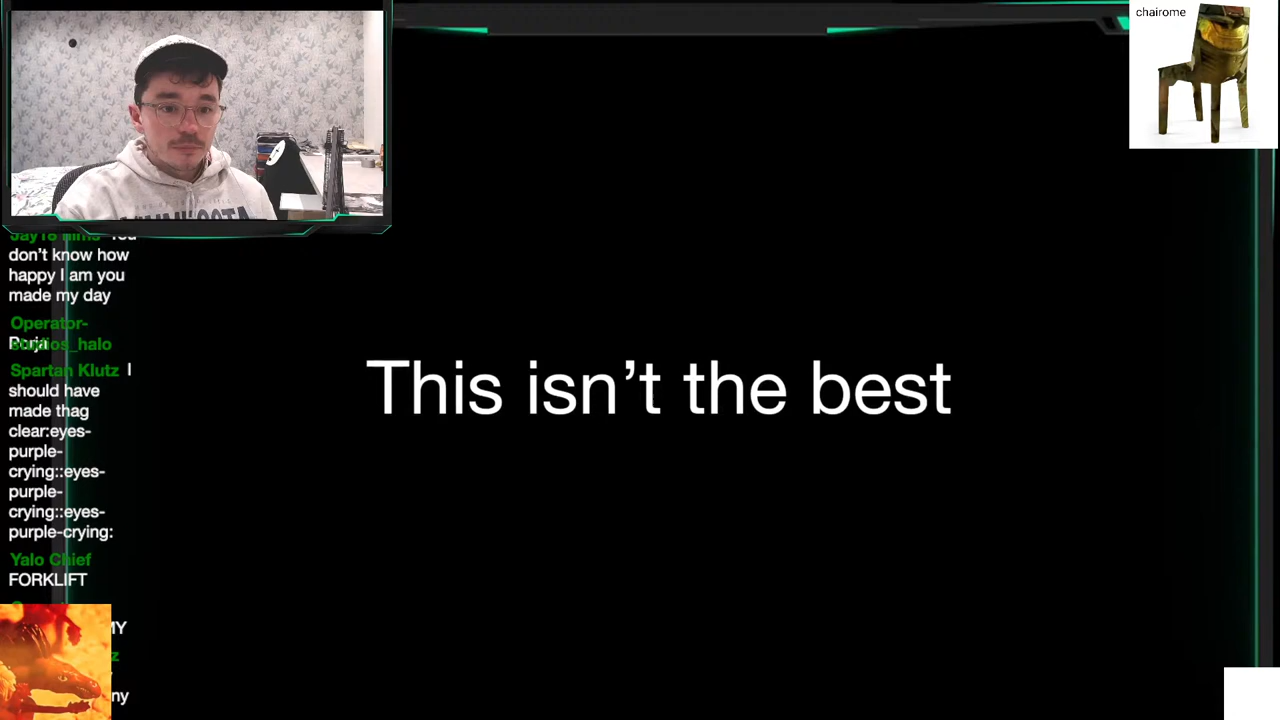 chairome
don't know how
happy I am you
made my day
Operator-
studios_halo
Spartan Klutz I
should have
made thag
clear:eyes-
purple-
crying::eyes-
purple-
crying::eyes-
purple-crying:
Yalo Chief
FORKLIFT
This isn't the best